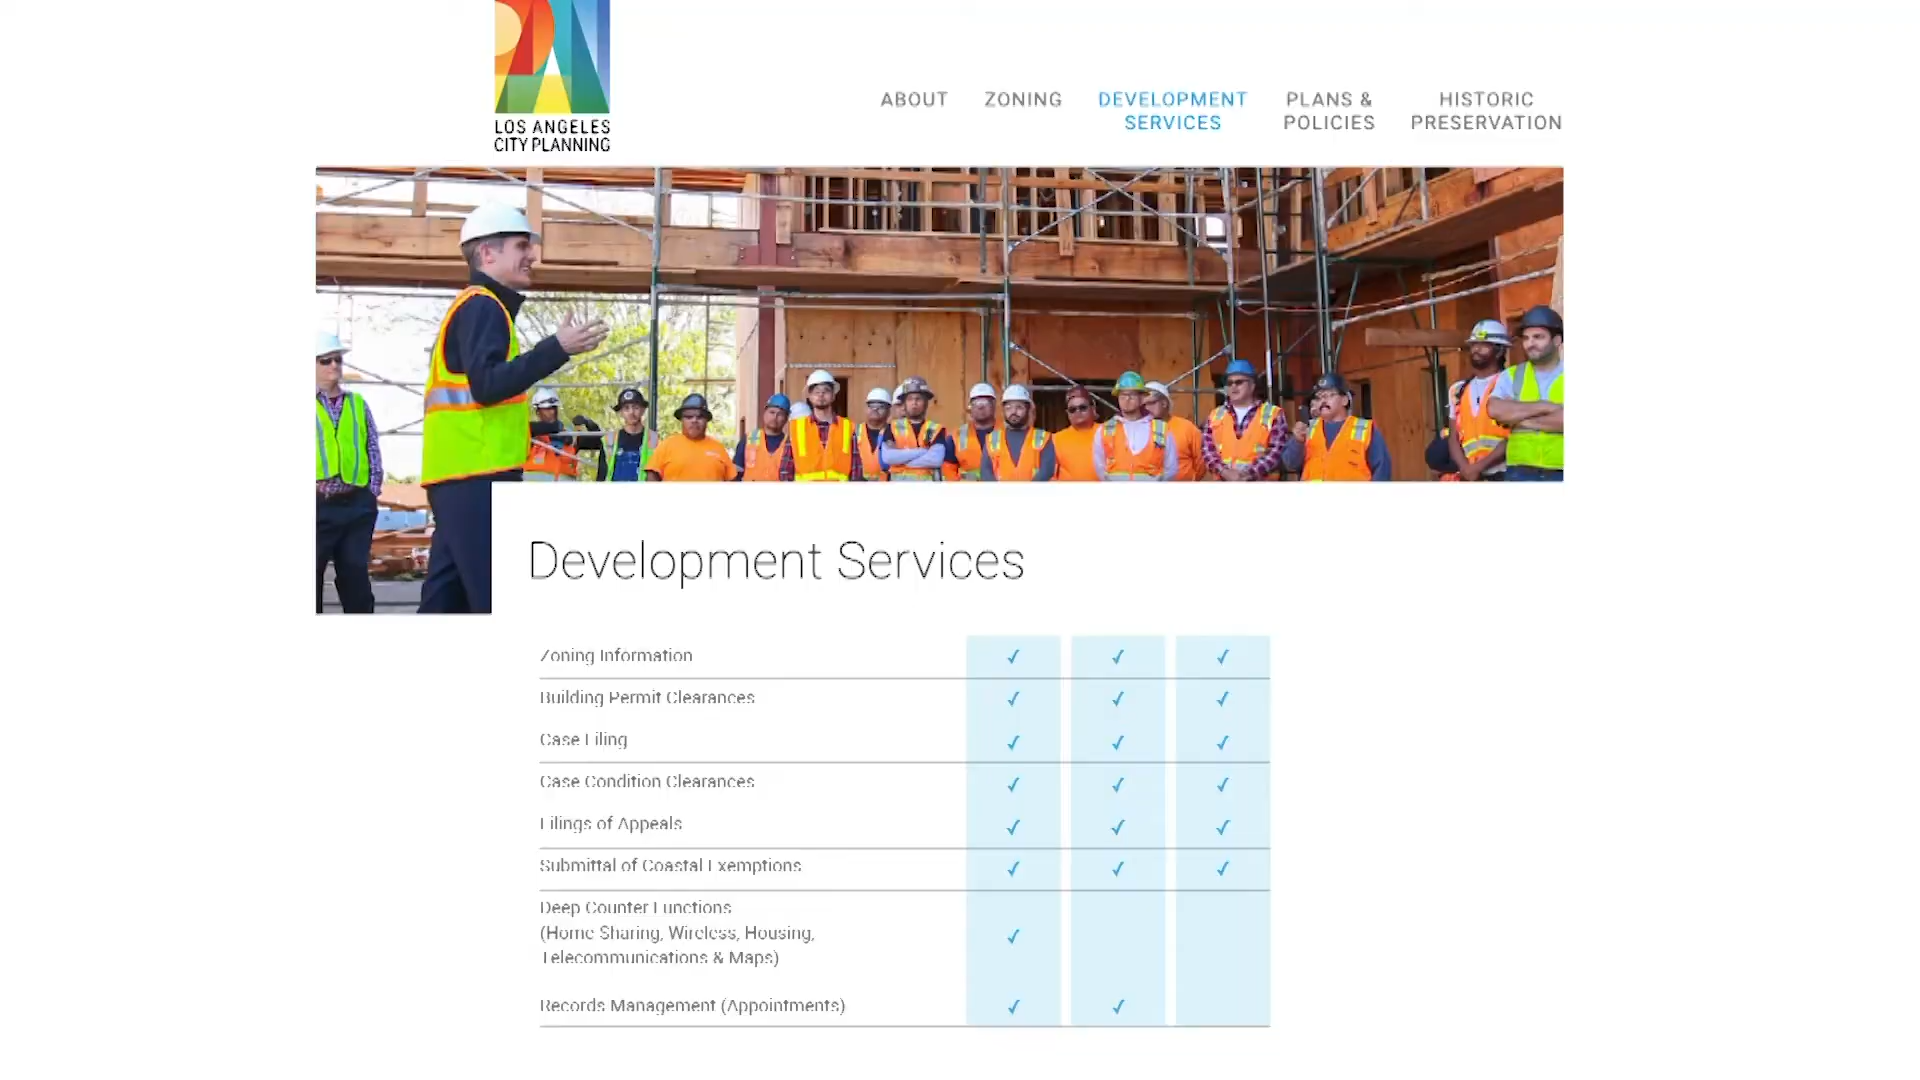 LOS ANGELES
CITY PLANNING
ABOUT
ZONING
DEVELOPMENT
SERVICES
PLANS &
POLICIES
HISTORIC
PRESERVATION
Development Services
Zoning Information
✓ ✓ ✓
Building Permit Clearances
✓ ✓ ✓
Case Filing
✓ ✓ ✓
Case Condition Clearances
✓ ✓ ✓
Filings of Appeals
✓ ✓ ✓
Submittal of Coastal Exemptions
✓ ✓ ✓
Deep Counter Functions
(Home Sharing, Wireless, Housing,
Telecommunications & Maps)
✓
Records Management (Appointments)
✓ ✓